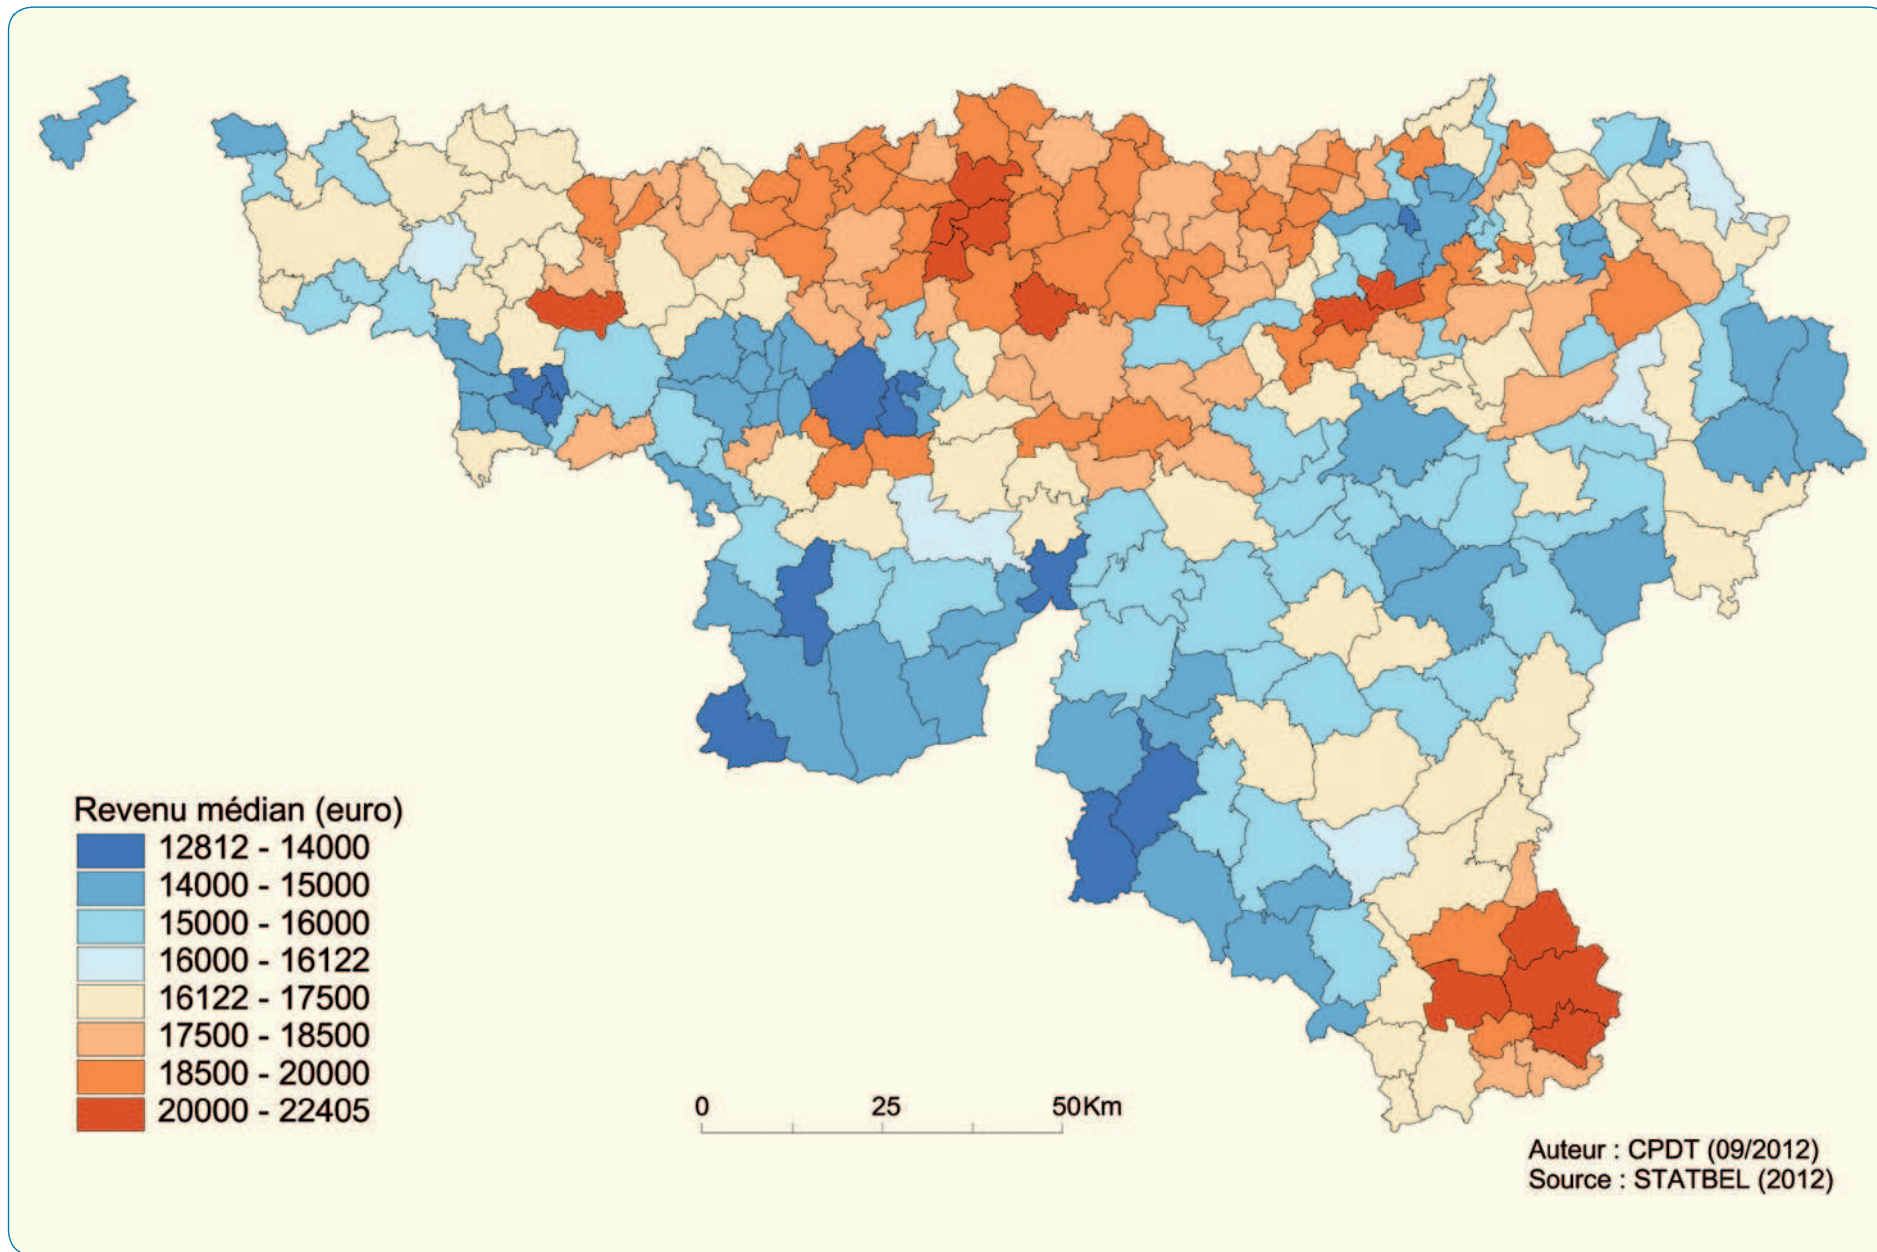 Revenu médian (euro)
12812 - 14000
14000 - 15000
15000 - 16000
16000 - 16122
16122 - 17500
17500 - 18500
18500 - 20000
20000 - 22405
0 25 50Km
Auteur : CPDT (09/2012)
Source : STATBEL (2012)